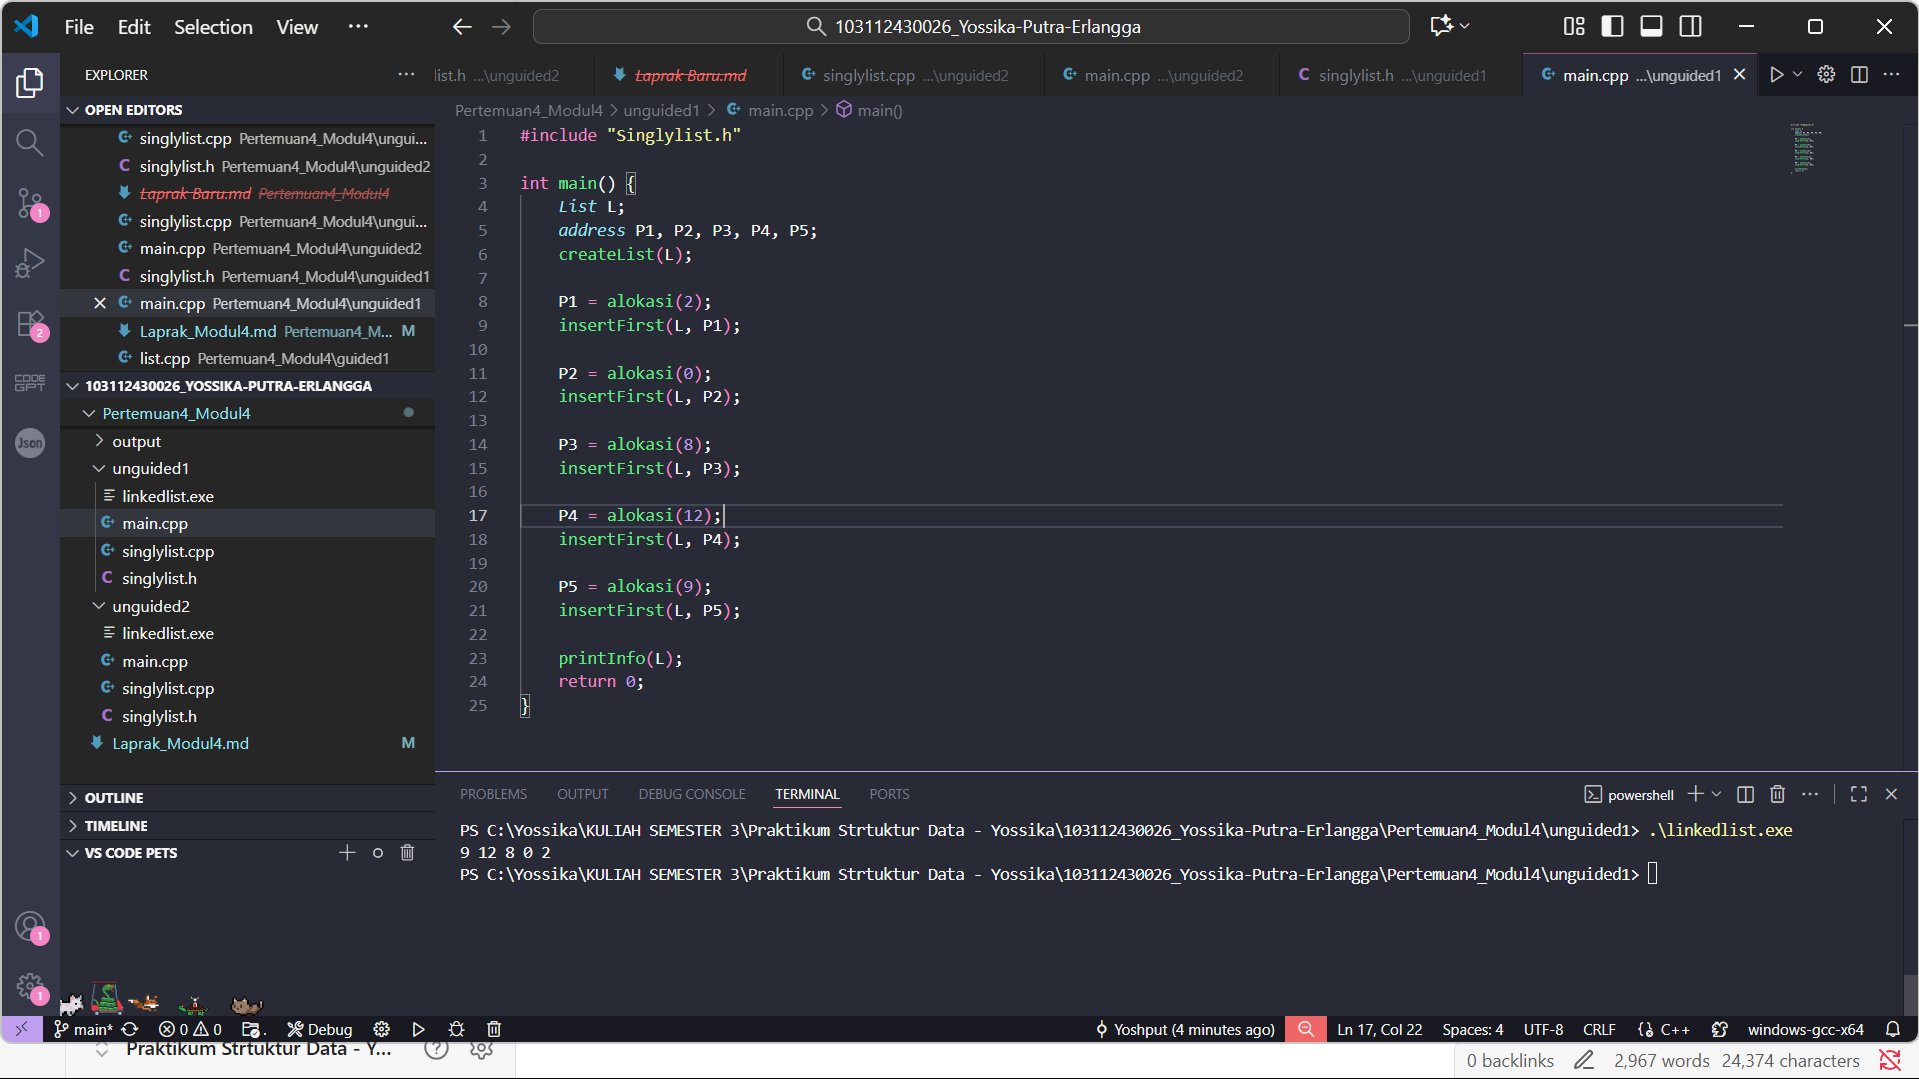 File Edit Selection View ···
103112430026_Yossika-Putra-Erlangga
EXPLORER
list.h ...\unguided2
Laprak Baru.md
singlylist.cpp ...\unguided2
main.cpp ...\unguided2
singlylist.h ...\unguided1
main.cpp ...\unguided1
OPEN EDITORS
singlylist.cpp Pertemuan4_Modul4\ungui...
singlylist.h Pertemuan4_Modul4\unguided2
Laprak Baru.md Pertemuan4_Modul4
singlylist.cpp Pertemuan4_Modul4\ungui...
main.cpp Pertemuan4_Modul4\unguided2
singlylist.h Pertemuan4_Modul4\unguided1
main.cpp Pertemuan4_Modul4\unguided1
Laprak_Modul4.md Pertemuan4_M... M
list.cpp Pertemuan4_Modul4\guided1
103112430026_YOSSIKA-PUTRA-ERLANGGA
Pertemuan4_Modul4
output
unguided1
linkedlist.exe
main.cpp
singlylist.cpp
singlylist.h
unguided2
linkedlist.exe
main.cpp
singlylist.cpp
singlylist.h
Laprak_Modul4.md M
OUTLINE
TIMELINE
VS CODE PETS
1
2
CODE
GPT
Json
1
1
Pertemuan4_Modul4 > unguided1 > main.cpp > main()
1 #include "Singlylist.h"
2
3 int main() {
4 List L;
5 address P1, P2, P3, P4, P5;
6 createList(L);
7
8 P1 = alokasi(2);
9 insertFirst(L, P1);
10
11 P2 = alokasi(0);
12 insertFirst(L, P2);
13
14 P3 = alokasi(8);
15 insertFirst(L, P3);
16
17 P4 = alokasi(12);
18 insertFirst(L, P4);
19
20 P5 = alokasi(9);
21 insertFirst(L, P5);
22
23 printInfo(L);
24 return 0;
25 }
PROBLEMS OUTPUT DEBUG CONSOLE TERMINAL PORTS
powershell
PS C:\Yossika\KULIAH SEMESTER 3\Praktikum Strtuktur Data - Yossika\103112430026_Yossika-Putra-Erlangga\Pertemuan4_Modul4\unguided1> .\linkedlist.exe
9 12 8 0 2
PS C:\Yossika\KULIAH SEMESTER 3\Praktikum Strtuktur Data - Yossika\103112430026_Yossika-Putra-Erlangga\Pertemuan4_Modul4\unguided1>
main* 0 0 Debug
Yoshput (4 minutes ago) Ln 17, Col 22 Spaces: 4 UTF-8 CRLF C++ windows-gcc-x64
Praktikum Strtuktur Data - Y...
0 backlinks 2,967 words 24,374 characters